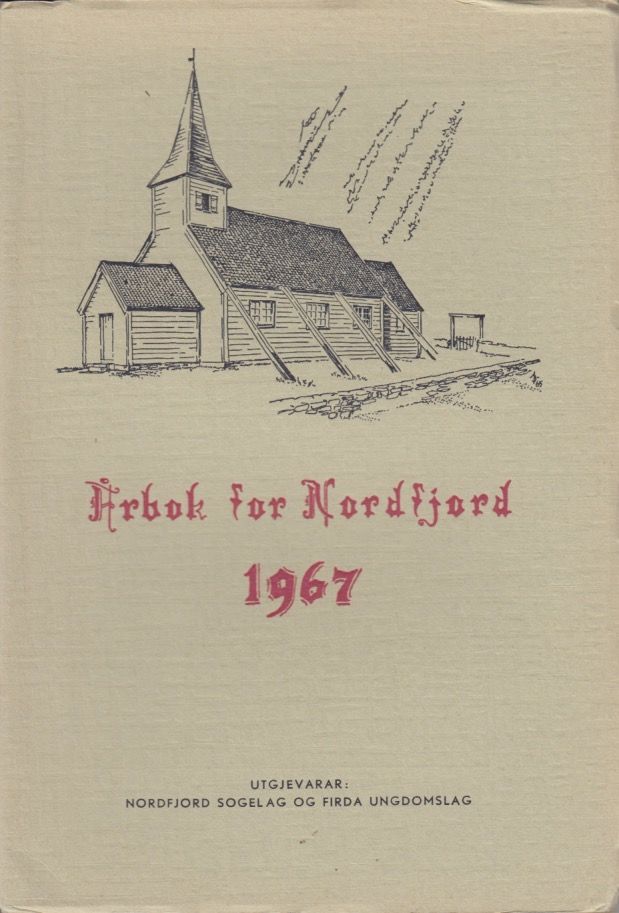 Årbok for Nordfjord
1967
UTGJEVARAR:
NORDFJORD SOGELAG OG FIRDA UNGDOMSLAG